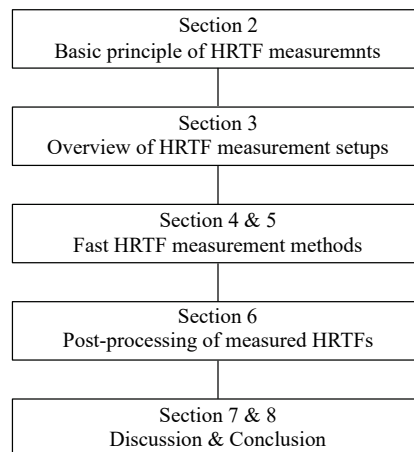 Section 2
Basic principle of HRTF measuremnts
Section 3
Overview of HRTF measurement setups
Section 4 & 5
Fast HRTF measurement methods
Section 6
Post-processing of measured HRTFs
Section 7 & 8
Discussion & Conclusion